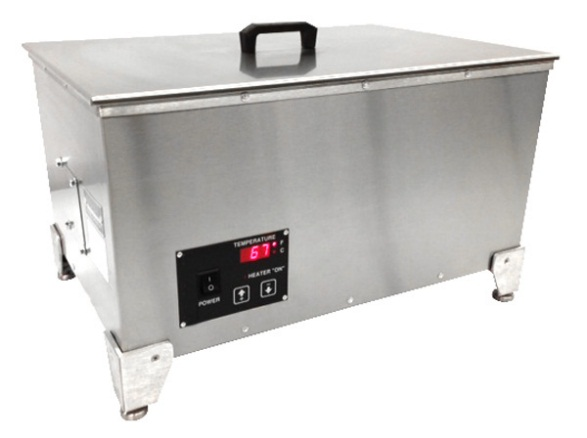 TEMPERATURE
67 °F
C
HEATER "ON"
I
O
POWER